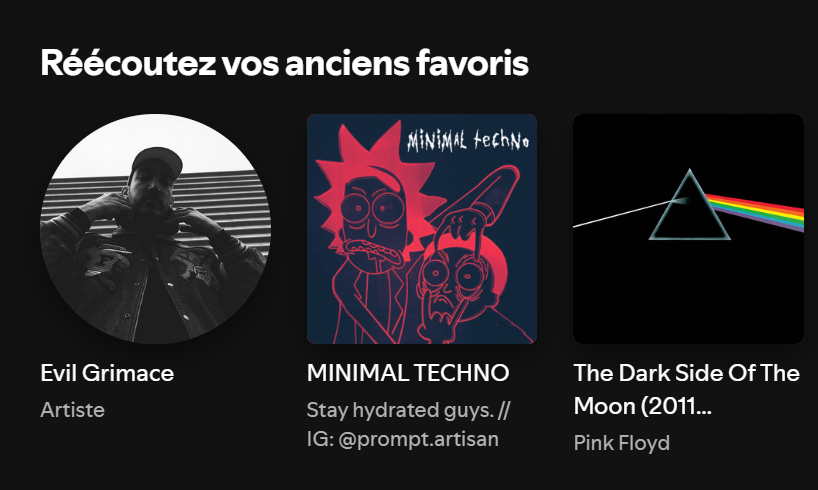 Réécoutez vos anciens favoris
MINIMAL techno
Evil Grimace
Artiste
MINIMAL TECHNO
Stay hydrated guys. //
IG: @prompt.artisan
The Dark Side Of The
Moon (2011...
Pink Floyd